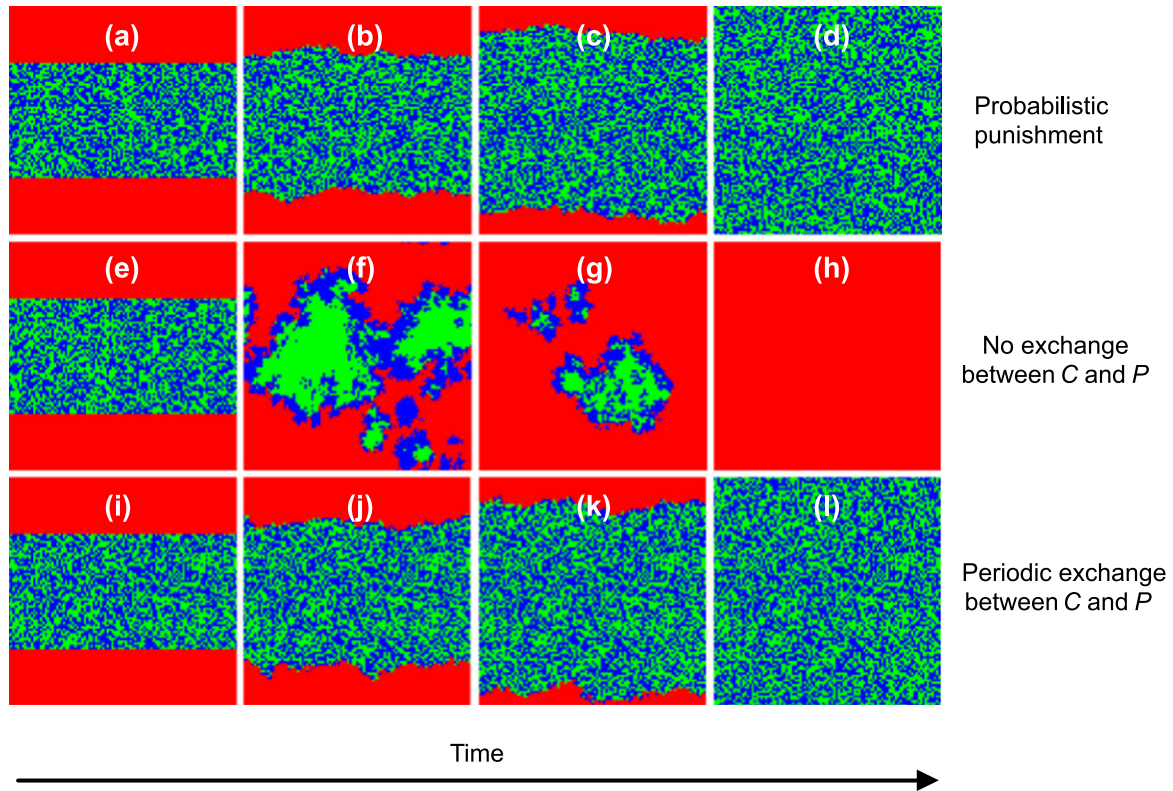 (a) (b) (c) (d)
Probabilistic
punishment
(e) (f) (g) (h)
No exchange
between C and P
(i) (j) (k) (l)
Periodic exchange
between C and P
Time